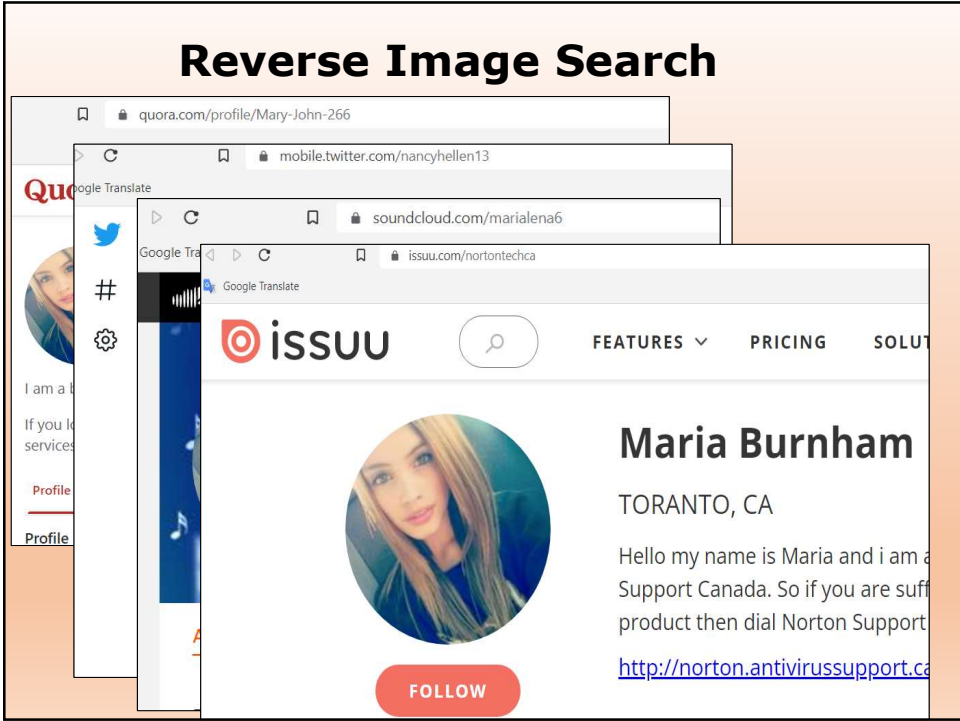 Reverse Image Search
quora.com/profile/Mary-John-266
mobile.twitter.com/nancyhellen13
Google Translate
soundcloud.com/marialena6
Google
issuu.com/nortontechca
Google Translate
issuu
FEATURES
PRICING
SOLUT
I am a b
If you lo
services
Profile
Profile
Maria Burnham
TORANTO, CA
Hello my name is Maria and i am a
Support Canada. So if you are suff
product then dial Norton Support
http://norton.antivirussupport.ca
FOLLOW